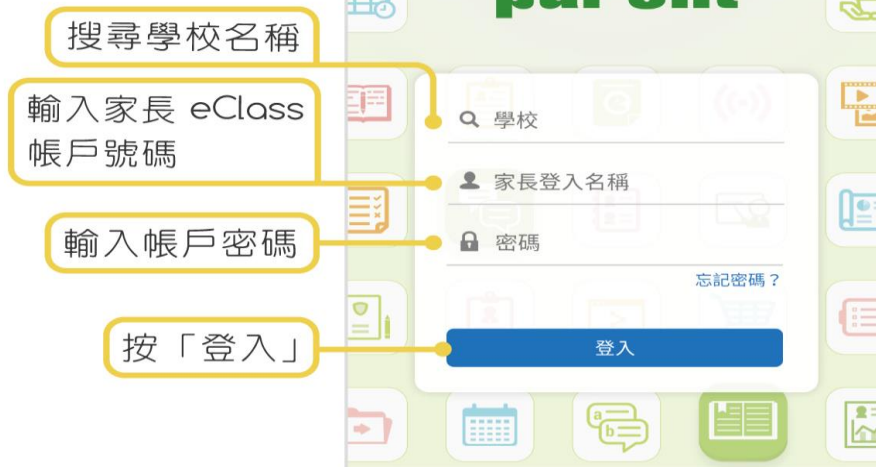 parent
搜尋學校名稱
輸入家長 eClass
帳戶號碼
輸入帳戶密碼
按「登入」
學校
家長登入名稱
密碼
忘記密碼？
登入
a
b